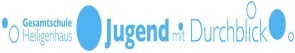 Gesamtschule
Heiligenhaus
Jugend mit Durchblick